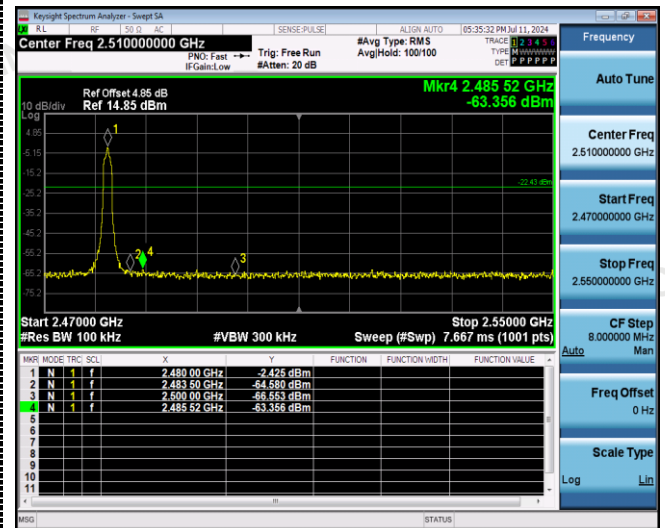 Keysight Spectrum Analyzer - Swept SA
RL RF 50 Ω AC SENSE:PULSE ALIGN AUTO 05:35:32 PM Jul 11, 2024
Center Freq 2.510000000 GHz
PNO: Fast
IFGain:Low
Trig: Free Run
#Atten: 20 dB
#Avg Type: RMS
Avg|Hold: 100/100
TRACE 1 2 3 4 5 6
TYPE M W W W W W
DET P P P P P P
Mkr4 2.485 52 GHz
-63.356 dBm
Ref Offset 4.85 dB
10 dB/div Ref 14.85 dBm
Log
4.85
-5.15
-15.2
-25.2
-35.2
-45.2
-55.2
-65.2
-75.2
1
2
4
3
-22.43 dBm
Start 2.47000 GHz Stop 2.55000 GHz
#Res BW 100 kHz #VBW 300 kHz Sweep (#Swp) 7.667 ms (1001 pts)
MKR MODE TRC SCL X Y FUNCTION FUNCTION WIDTH FUNCTION VALUE
1 N 1 f 2.480 00 GHz -2.425 dBm
2 N 1 f 2.483 50 GHz -64.580 dBm
3 N 1 f 2.500 00 GHz -66.553 dBm
4 N 1 f 2.485 52 GHz -63.356 dBm
5
6
7
8
9
10
11
MSG STATUS
Frequency
Auto Tune
Center Freq
2.510000000 GHz
Start Freq
2.470000000 GHz
Stop Freq
2.550000000 GHz
CF Step
8.000000 MHz
Auto Man
Freq Offset
0 Hz
Scale Type
Log Lin